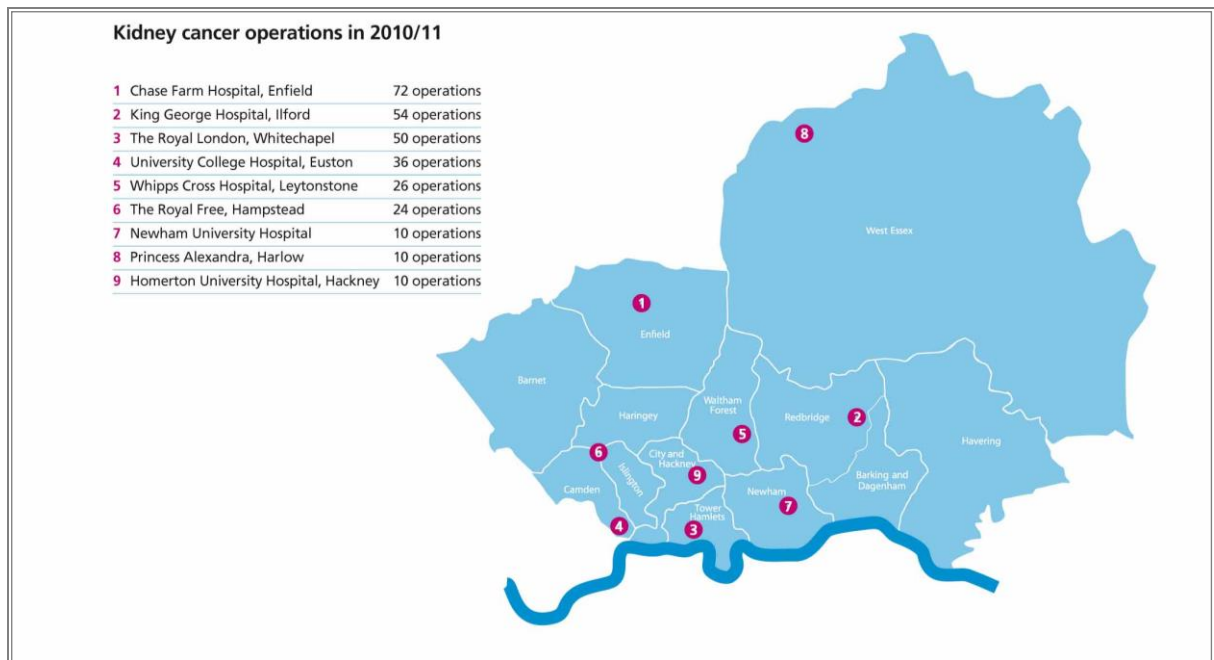 Kidney cancer operations in 2010/11
1 Chase Farm Hospital, Enfield 72 operations
2 King George Hospital, Ilford 54 operations
3 The Royal London, Whitechapel 50 operations
4 University College Hospital, Euston 36 operations
5 Whipps Cross Hospital, Leytonstone 26 operations
6 The Royal Free, Hampstead 24 operations
7 Newham University Hospital 10 operations
8 Princess Alexandra, Harlow 10 operations
9 Homerton University Hospital, Hackney 10 operations
8
West Essex
1
Enfield
Barnet
Haringey
Waltham
Forest
5
Redbridge
2
Havering
6
Camden
Islington
City and
Hackney
9
Barking and
Dagenham
Newham
7
4
Tower
Hamlets
3